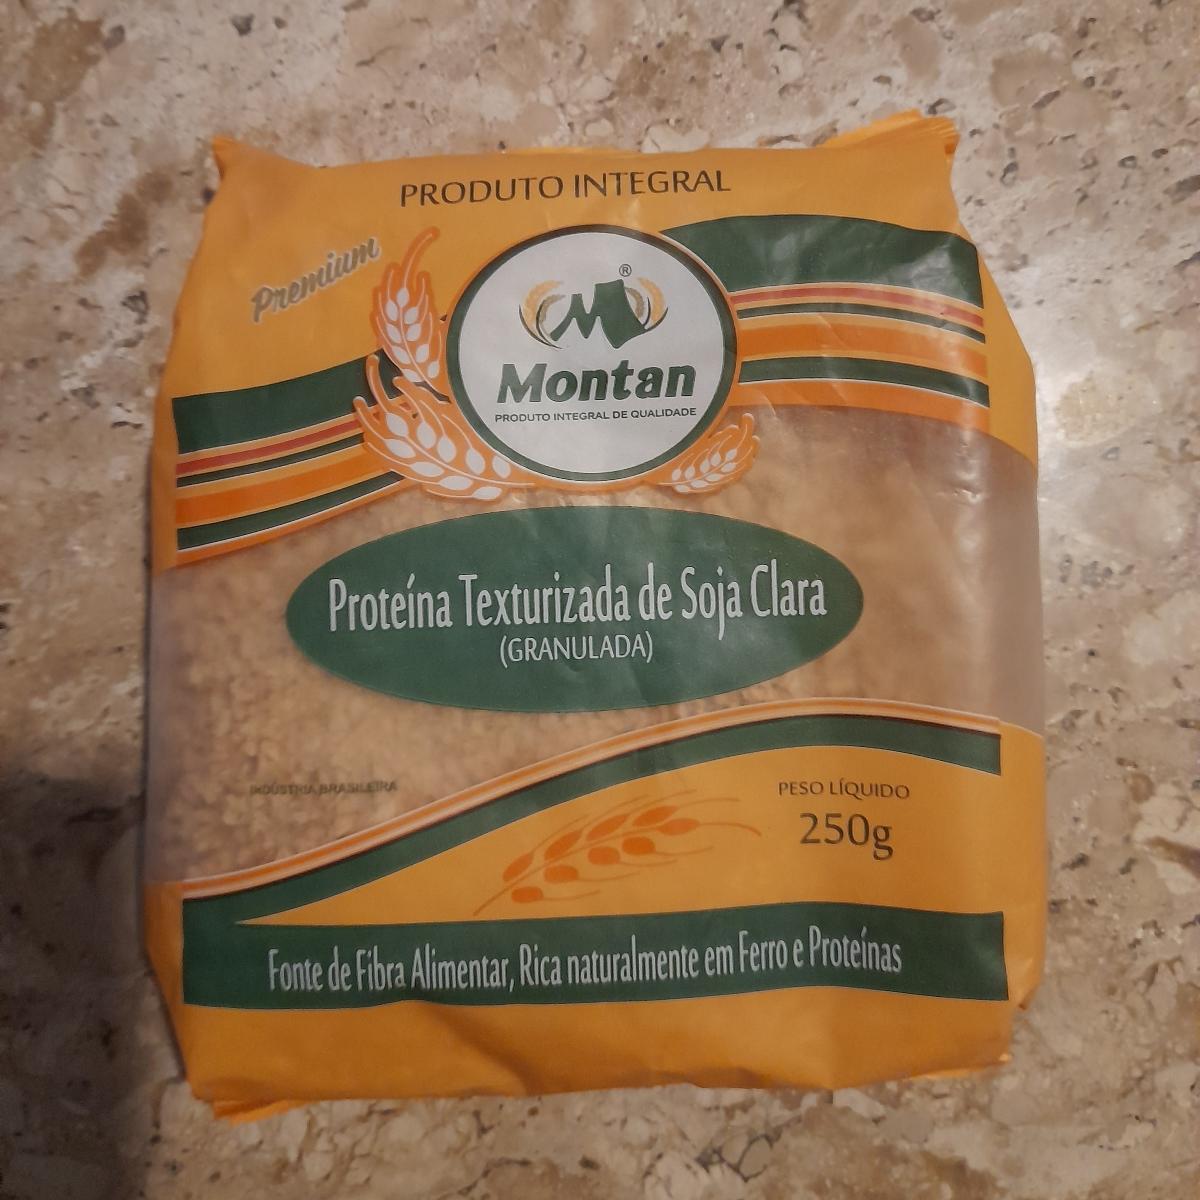 PRODUTO INTEGRAL
Premium
M ®
Montan
PRODUTO INTEGRAL DE QUALIDADE
Proteína Texturizada de Soja Clara
(GRANULADA)
INDÚSTRIA BRASILEIRA
PESO LÍQUIDO
250g
Fonte de Fibra Alimentar, Rica naturalmente em Ferro e Proteínas